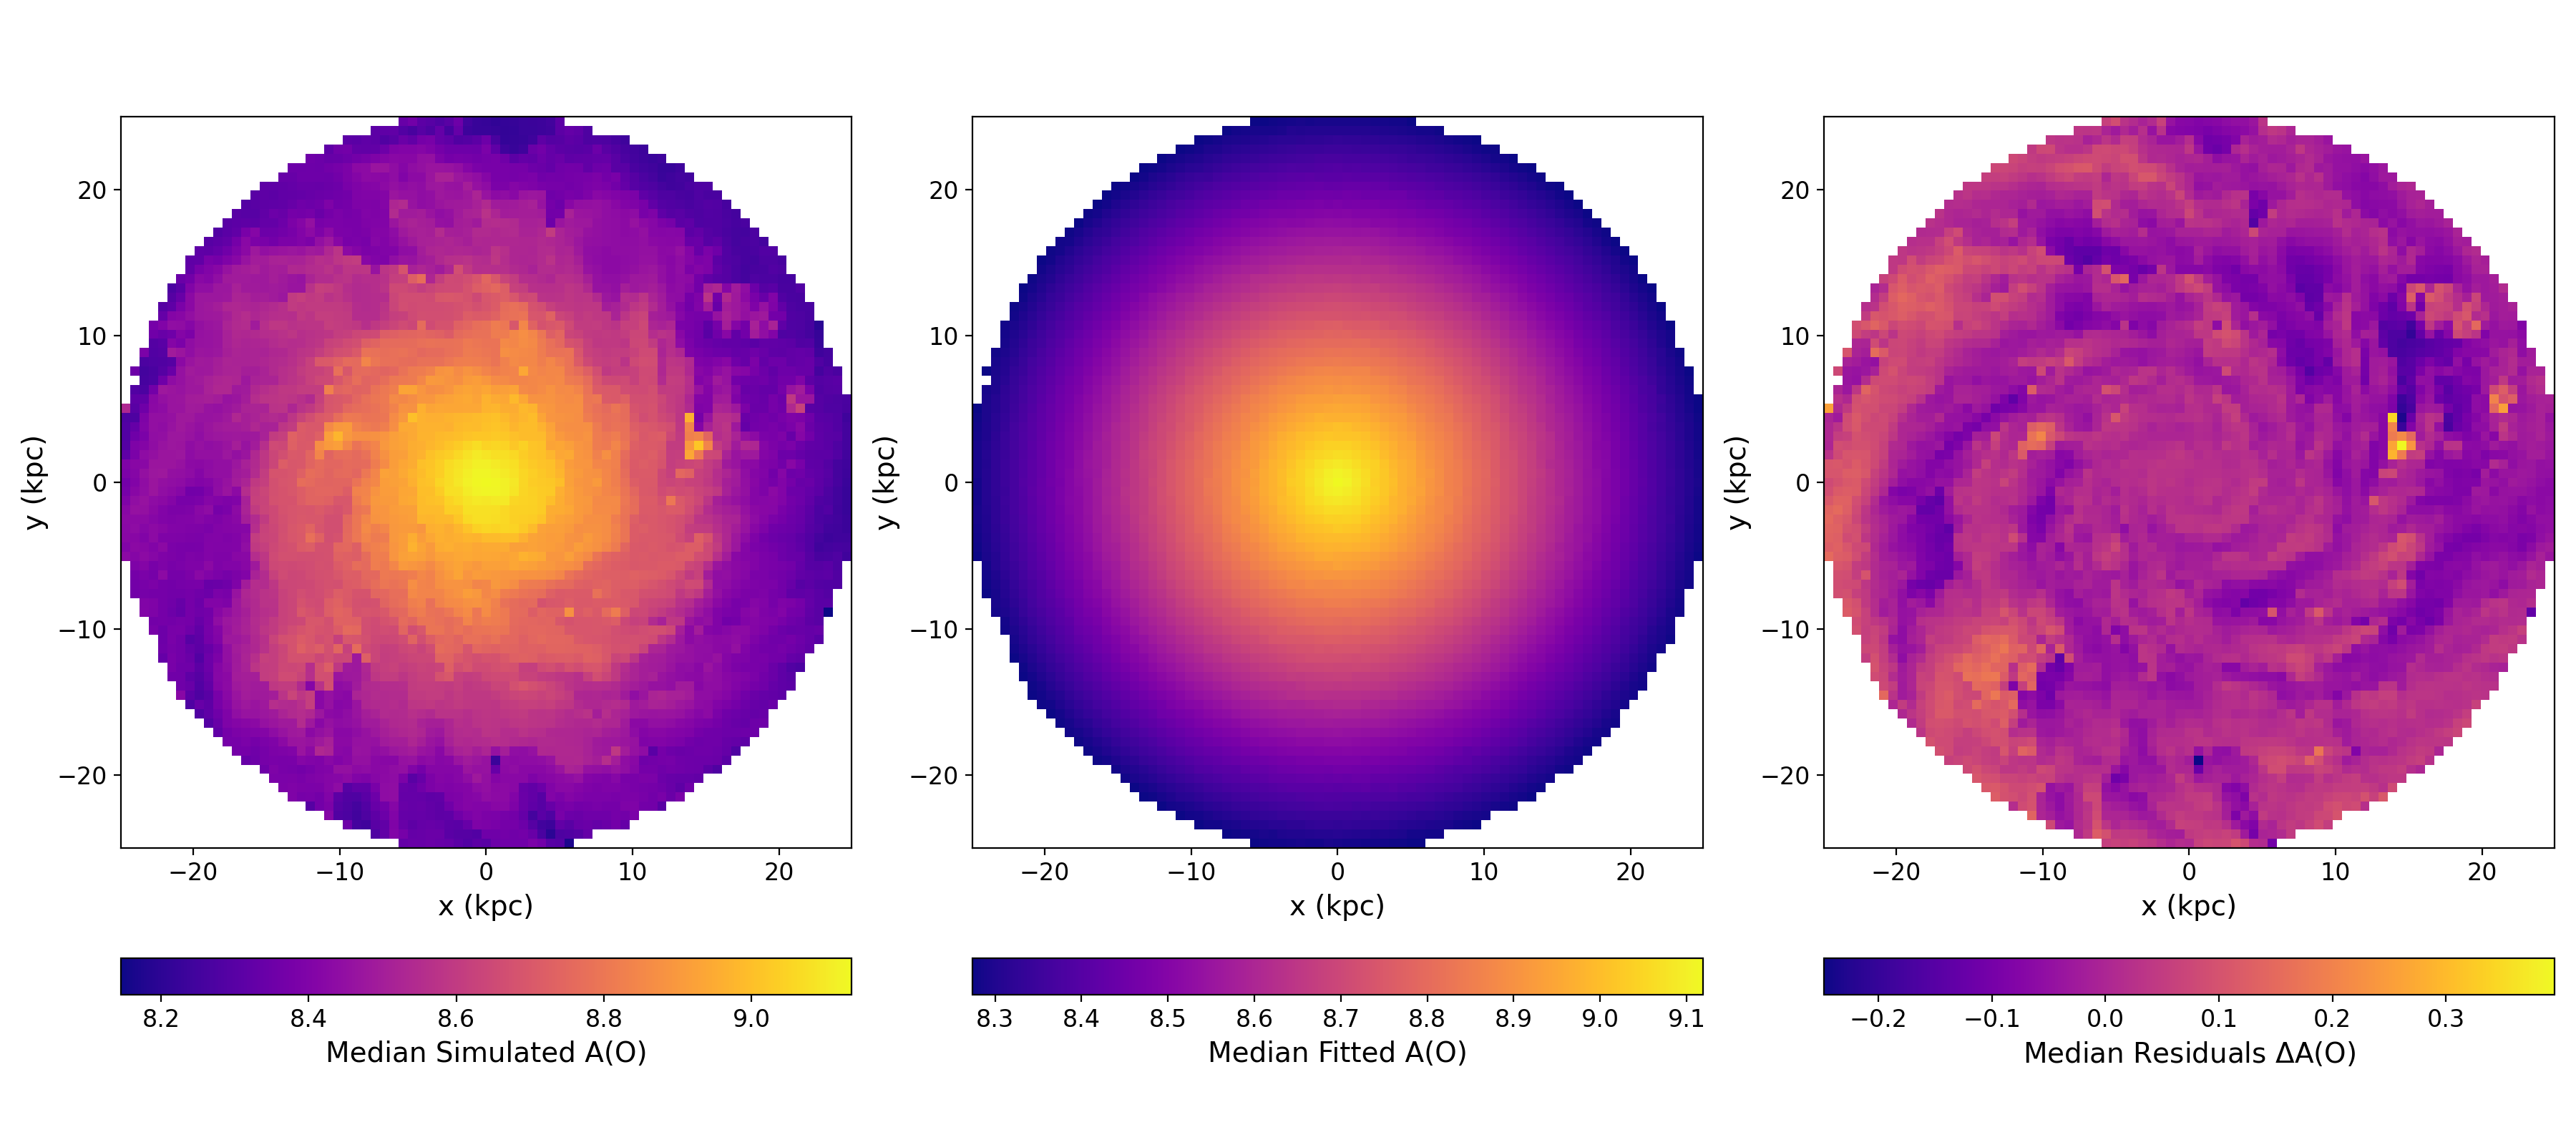 20
10
0
−10
−20
y (kpc)
−20 −10 0 10 20
x (kpc)
8.2 8.4 8.6 8.8 9.0
Median Simulated A(O)
20
10
0
−10
−20
y (kpc)
−20 −10 0 10 20
x (kpc)
8.3 8.4 8.5 8.6 8.7 8.8 8.9 9.0 9.1
Median Fitted A(O)
20
10
0
−10
−20
y (kpc)
−20 −10 0 10 20
x (kpc)
−0.2 −0.1 0.0 0.1 0.2 0.3
Median Residuals ΔA(O)